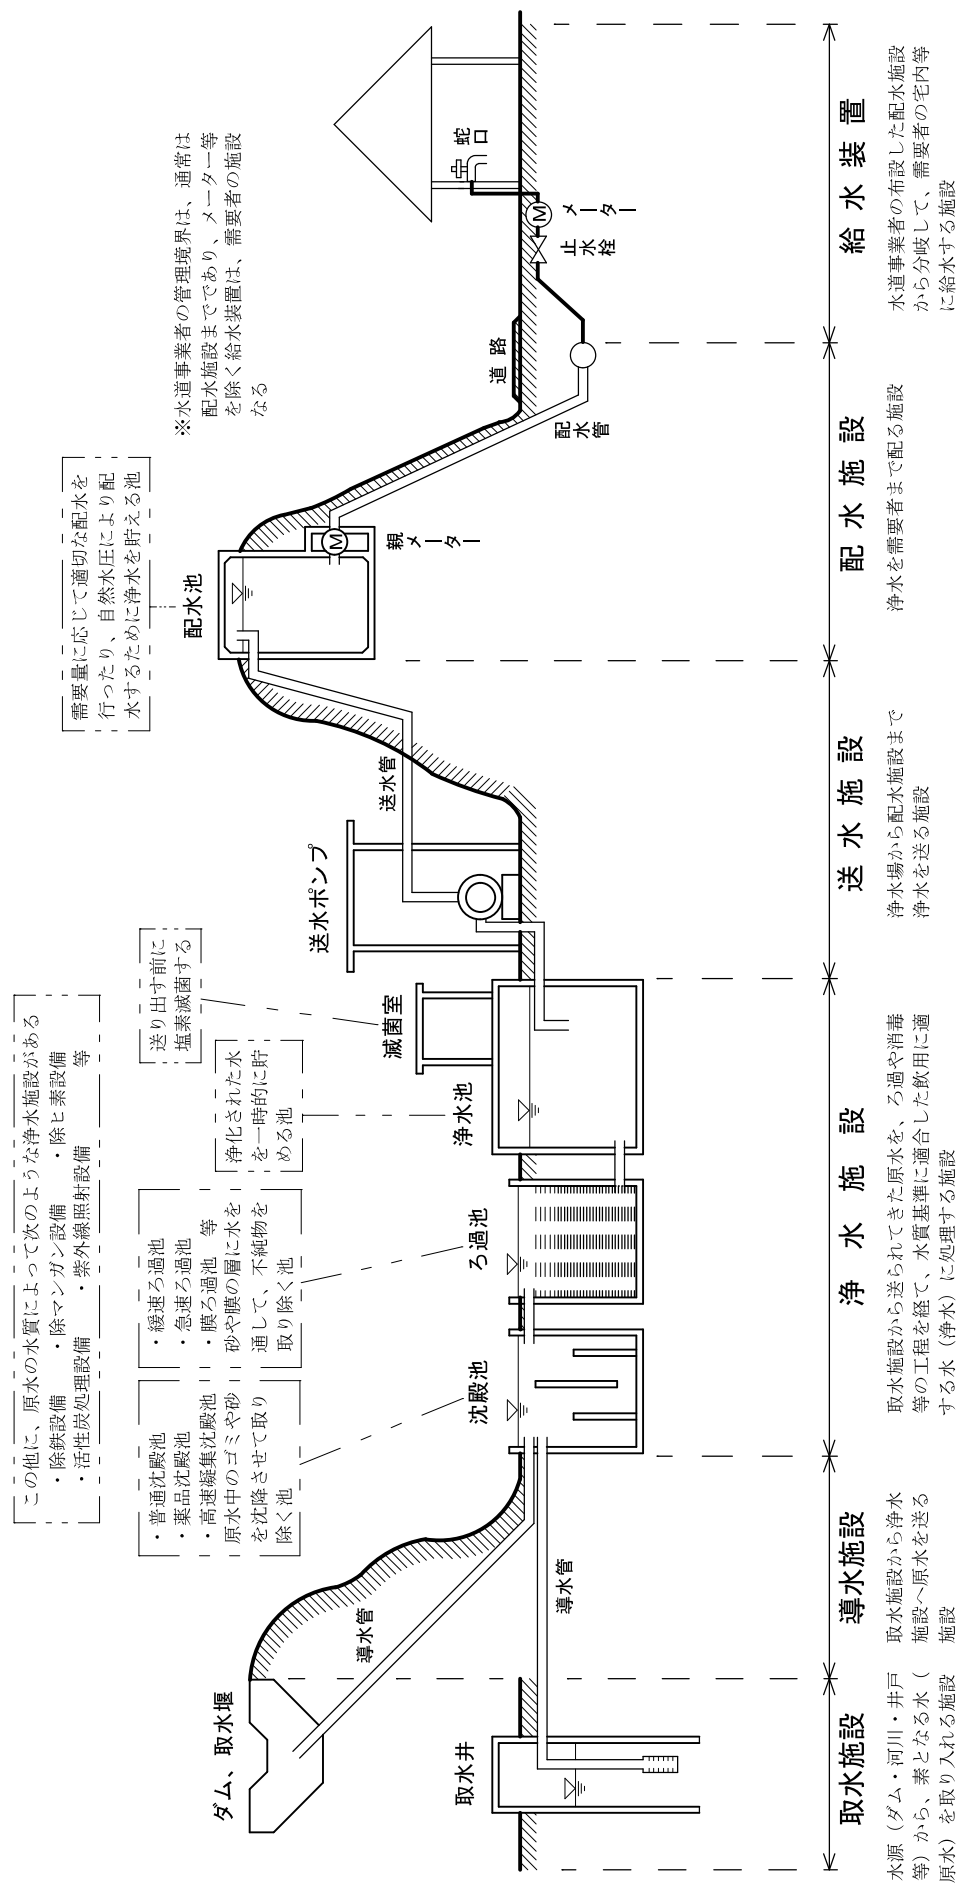 この他に、原水の水質によって次のような浄水施設がある
・除鉄設備　・除マンガン設備　・除ヒ素設備
・活性炭処理設備　・紫外線照射設備　等
・普通沈殿池
・薬品沈殿池
・高速凝集沈殿池
原水中のゴミや砂
を沈降させて取り
除く池
・緩速ろ過池
・急速ろ過池
・膜ろ過池　等
砂や膜の層に水を
通して、不純物を
取り除く池
浄化された水
を一時的に貯
める池
送り出す前に
塩素滅菌する
需要量に応じて適切な配水を
行ったり、自然水圧により配
水するために浄水を貯える池
※水道事業者の管理境界は、通常は
配水施設までであり、メーター等
を除く給水装置は、需要者の施設
なる
ダム、取水堰
取水井
導水管
導水管
沈殿池
ろ過池
浄水池
滅菌室
送水ポンプ
送水管
配水池
M
親メーター
配水管
道路
止水栓
M
メーター
蛇口
取水施設
水源（ダム・河川・井戸
等）から、素となる水（
原水）を取り入れる施設
導水施設
取水施設から浄水
施設へ原水を送る
施設
浄水施設
取水施設から送られてきた原水を、ろ過や消毒
等の工程を経て、水質基準に適合した飲用に適
する水（浄水）に処理する施設
送水施設
浄水場から配水施設まで
浄水を送る施設
配水施設
浄水を需要者まで配る施設
給水装置
水道事業者の布設した配水施設
から分岐して、需要者の宅内等
に給水する施設